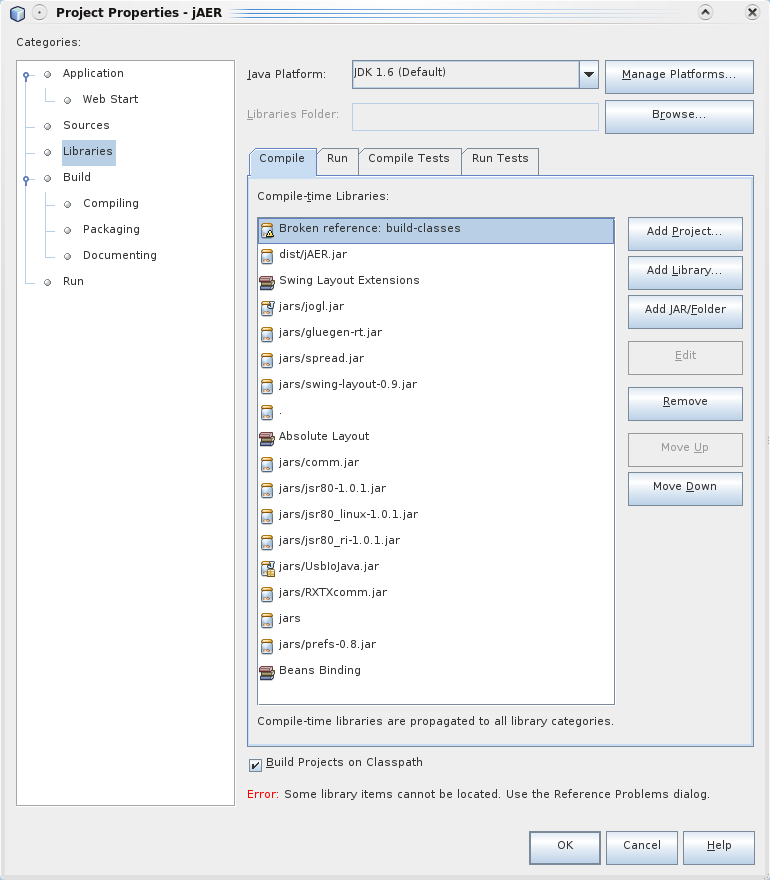 Project Properties - jAER
Categories:
Application
Web Start
Sources
Libraries
Build
Compiling
Packaging
Documenting
Run
Java Platform:
JDK 1.6 (Default)
Manage Platforms...
Libraries Folder:
Browse...
Compile
Run
Compile Tests
Run Tests
Compile-time Libraries:
Broken reference: build-classes
dist/jAER.jar
Swing Layout Extensions
jars/jogl.jar
jars/gluegen-rt.jar
jars/spread.jar
jars/swing-layout-0.9.jar
.
Absolute Layout
jars/comm.jar
jars/jsr80-1.0.1.jar
jars/jsr80_linux-1.0.1.jar
jars/jsr80_ri-1.0.1.jar
jars/UsbIoJava.jar
jars/RXTXcomm.jar
jars
jars/prefs-0.8.jar
Beans Binding
Add Project...
Add Library...
Add JAR/Folder
Edit
Remove
Move Up
Move Down
Compile-time libraries are propagated to all library categories.
Build Projects on Classpath
Error: Some library items cannot be located. Use the Reference Problems dialog.
OK
Cancel
Help